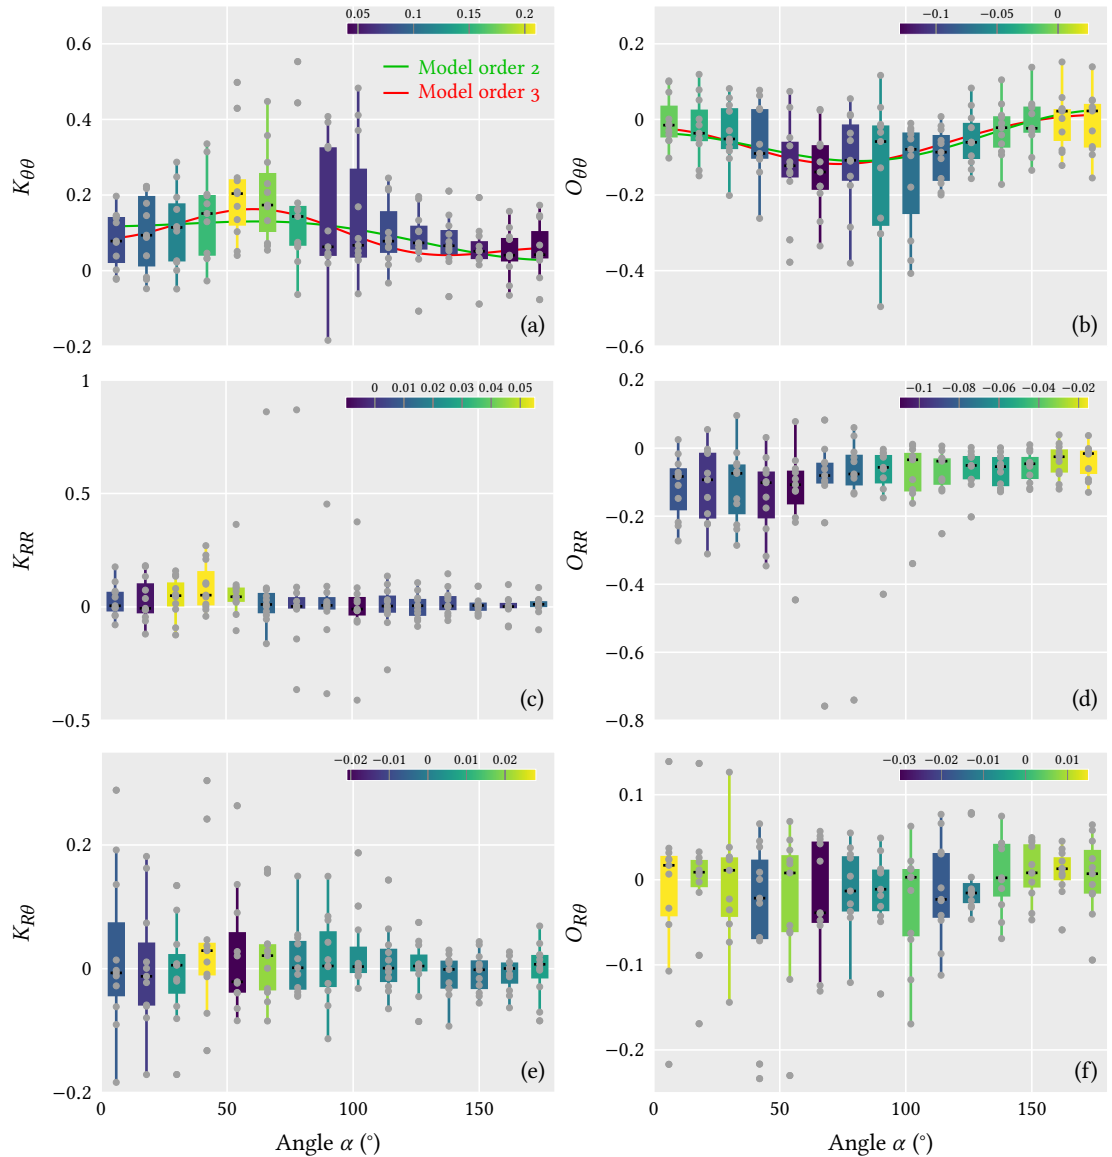 0.05 0.1 0.15 0.2
0.6
Model order 2
Model order 3
0.4
0.2
0
−0.2
K_θθ
(a)
−0.1 −0.05 0
0.2
0
−0.2
−0.4
−0.6
O_θθ
(b)
0 0.01 0.02 0.03 0.04 0.05
1
0.5
0
−0.5
K_RR
(c)
−0.1 −0.08 −0.06 −0.04 −0.02
0.2
0
−0.2
−0.4
−0.6
−0.8
O_RR
(d)
−0.02 −0.01 0 0.01 0.02
0.2
0
−0.2
K_Rθ
(e)
0 50 100 150
Angle α (°)
−0.03 −0.02 −0.01 0 0.01
0.1
0
−0.1
−0.2
O_Rθ
(f)
0 50 100 150
Angle α (°)